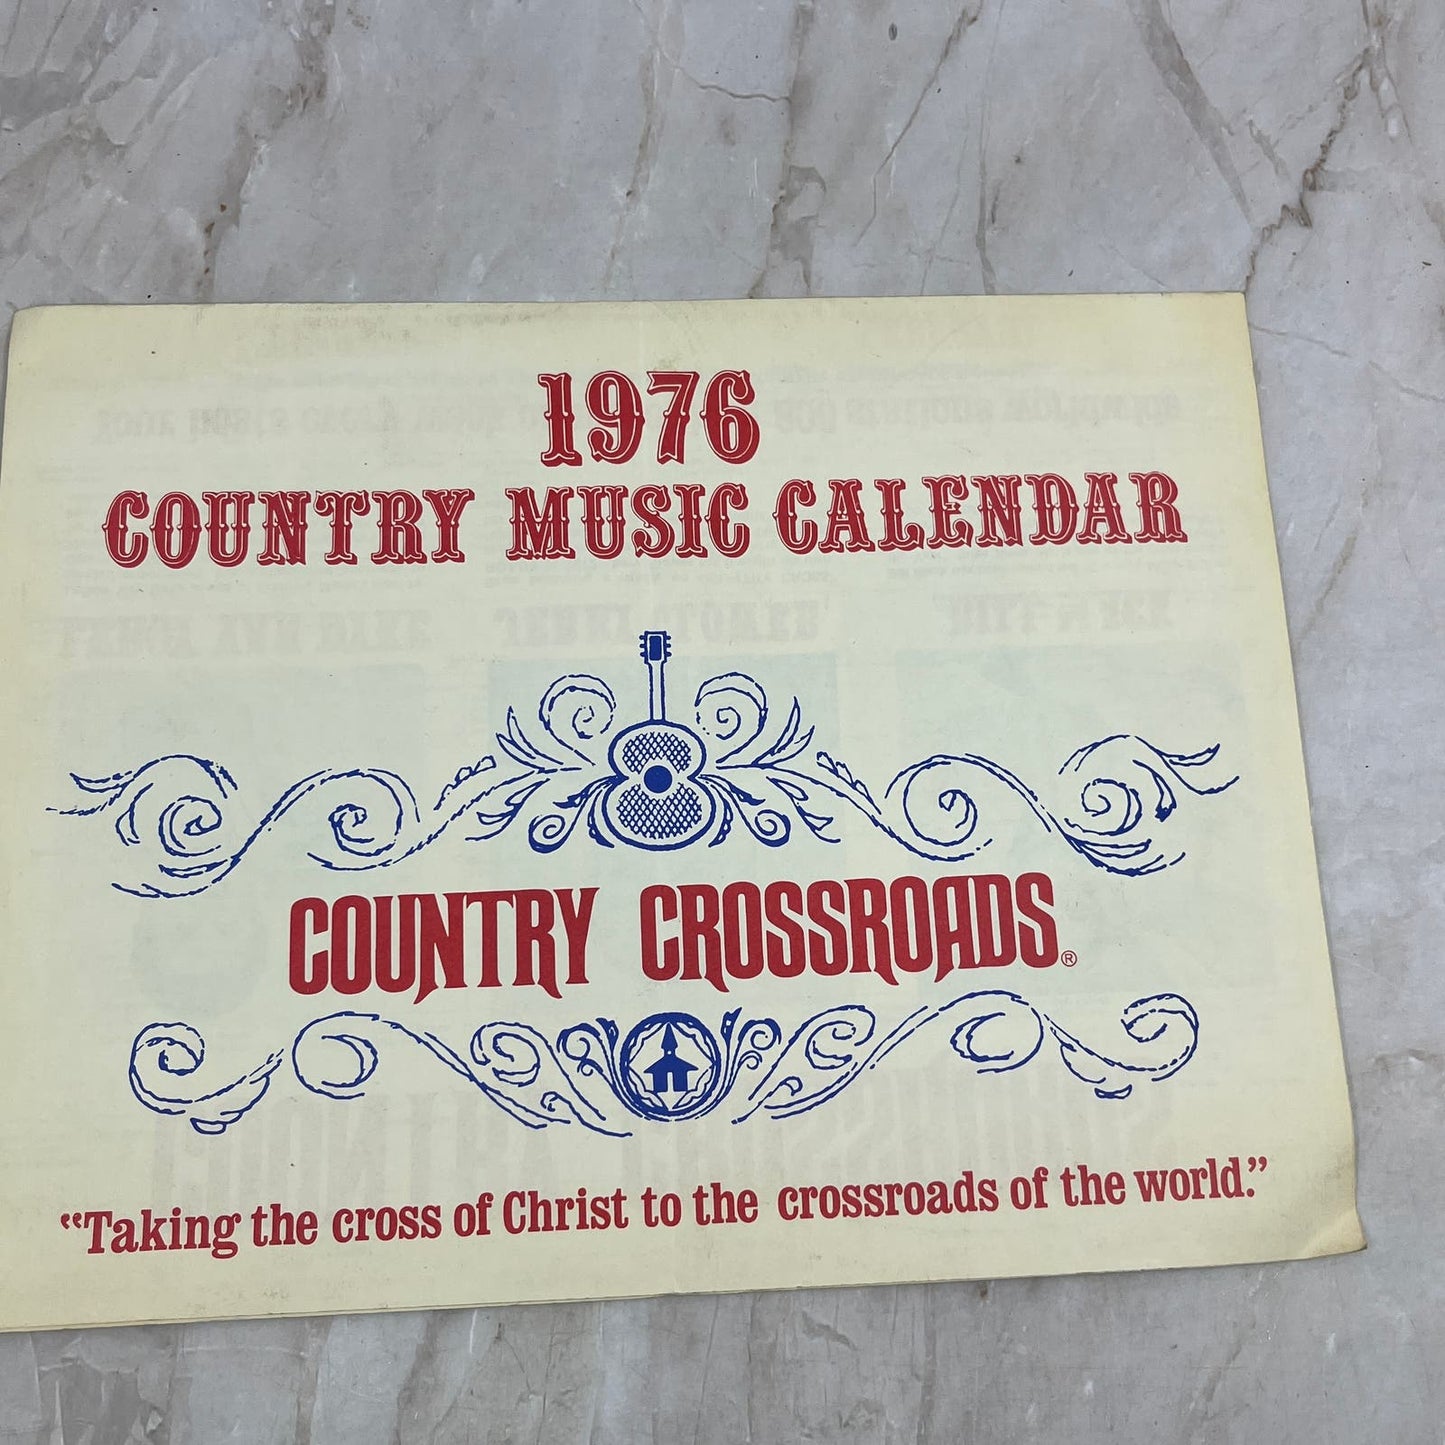 1976
COUNTRY MUSIC CALENDAR
COUNTRY CROSSROADS®
“Taking the cross of Christ to the crossroads of the world.”